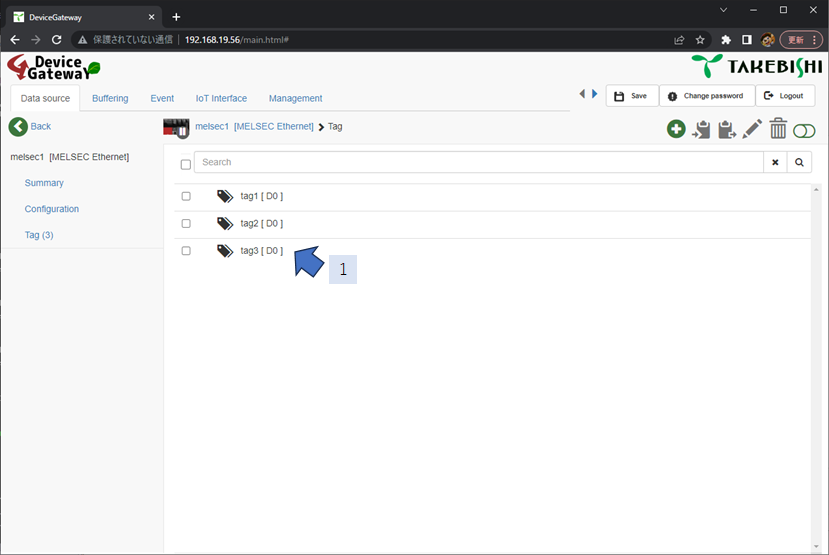 DeviceGateway
保護されていない通信 | 192.168.19.56/main.html#
更新
Device Gateway
TAKEBISHI
Data source Buffering Event IoT Interface Management
Save Change password Logout
Back
melsec1 [MELSEC Ethernet] Tag
melsec1 [MELSEC Ethernet]
Summary
Configuration
Tag (3)
Search
tag1 [ D0 ]
tag2 [ D0 ]
tag3 [ D0 ]
1